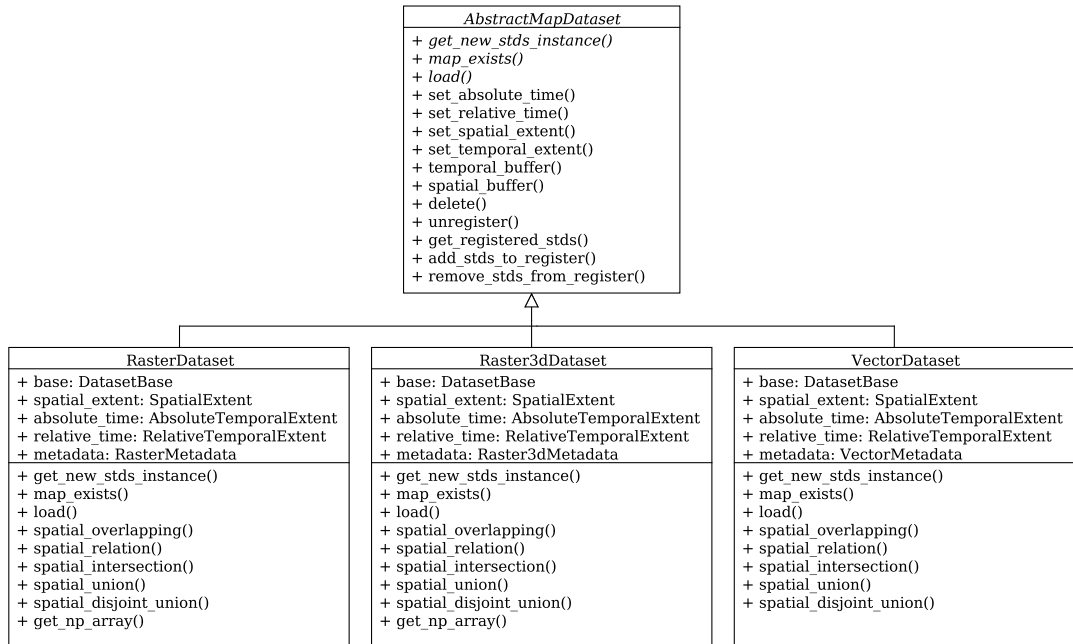 AbstractMapDataset
+ get_new_stds_instance()
+ map_exists()
+ load()
+ set_absolute_time()
+ set_relative_time()
+ set_spatial_extent()
+ set_temporal_extent()
+ temporal_buffer()
+ spatial_buffer()
+ delete()
+ unregister()
+ get_registered_stds()
+ add_stds_to_register()
+ remove_stds_from_register()
RasterDataset
+ base: DatasetBase
+ spatial_extent: SpatialExtent
+ absolute_time: AbsoluteTemporalExtent
+ relative_time: RelativeTemporalExtent
+ metadata: RasterMetadata
+ get_new_stds_instance()
+ map_exists()
+ load()
+ spatial_overlapping()
+ spatial_relation()
+ spatial_intersection()
+ spatial_union()
+ spatial_disjoint_union()
+ get_np_array()
Raster3dDataset
+ base: DatasetBase
+ spatial_extent: SpatialExtent
+ absolute_time: AbsoluteTemporalExtent
+ relative_time: RelativeTemporalExtent
+ metadata: Raster3dMetadata
+ get_new_stds_instance()
+ map_exists()
+ load()
+ spatial_overlapping()
+ spatial_relation()
+ spatial_intersection()
+ spatial_union()
+ spatial_disjoint_union()
+ get_np_array()
VectorDataset
+ base: DatasetBase
+ spatial_extent: SpatialExtent
+ absolute_time: AbsoluteTemporalExtent
+ relative_time: RelativeTemporalExtent
+ metadata: VectorMetadata
+ get_new_stds_instance()
+ map_exists()
+ load()
+ spatial_overlapping()
+ spatial_relation()
+ spatial_intersection()
+ spatial_union()
+ spatial_disjoint_union()